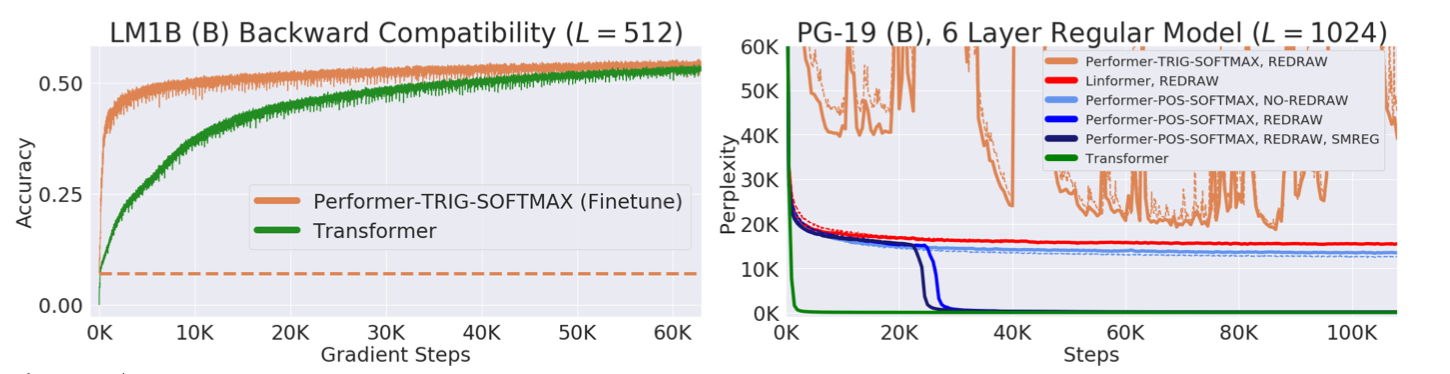 LM1B (B) Backward Compatibility (L = 512)
Accuracy
0.50
0.25
0.00
Performer-TRIG-SOFTMAX (Finetune)
Transformer
0K 10K 20K 30K 40K 50K 60K
Gradient Steps
PG-19 (B), 6 Layer Regular Model (L = 1024)
Perplexity
60K
50K
40K
30K
20K
10K
0K
Performer-TRIG-SOFTMAX, REDRAW
Linformer, REDRAW
Performer-POS-SOFTMAX, NO-REDRAW
Performer-POS-SOFTMAX, REDRAW
Performer-POS-SOFTMAX, REDRAW, SMREG
Transformer
0K 20K 40K 60K 80K 100K
Steps